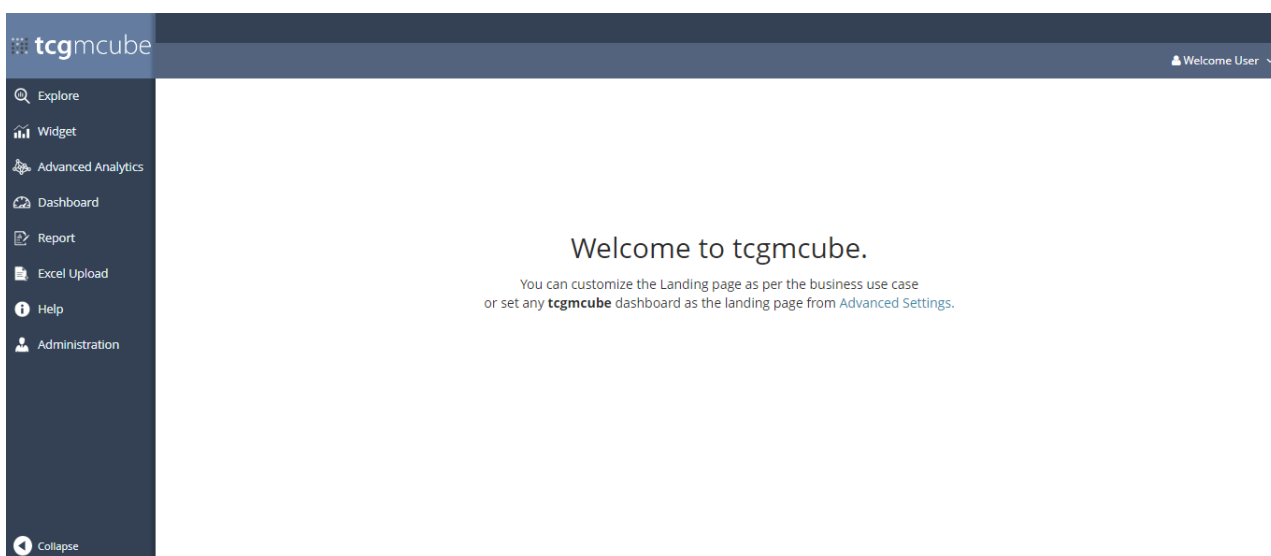 tcgmcube
Welcome User
Explore
Widget
Advanced Analytics
Dashboard
Report
Excel Upload
Help
Administration
Collapse
Welcome to tcgmcube.
You can customize the Landing page as per the business use case
or set any tcgmcube dashboard as the landing page from Advanced Settings.